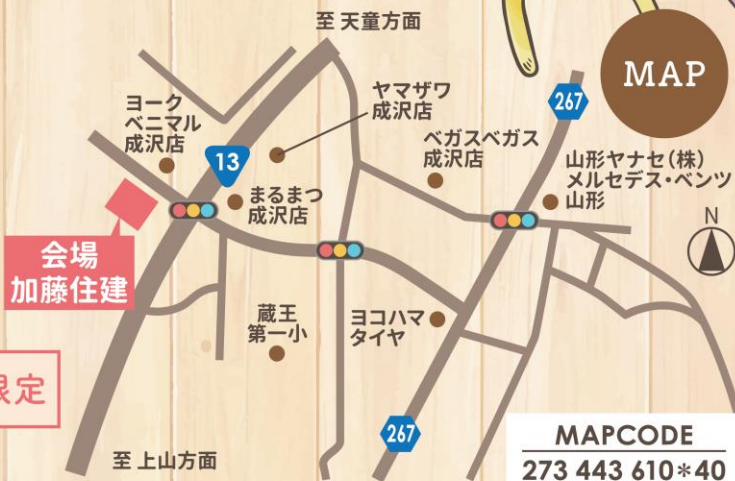 至 天童方面
MAP
267
ヤマザワ
成沢店
ヨーク
ベニマル
成沢店
13
ベガスベガス
成沢店
山形ヤナセ(株)
メルセデス・ベンツ
山形
まるまつ
成沢店
N
会場
加藤住建
蔵王
第一小
ヨコハマ
タイヤ
限定
267
至 上山方面
MAPCODE
273 443 610*40